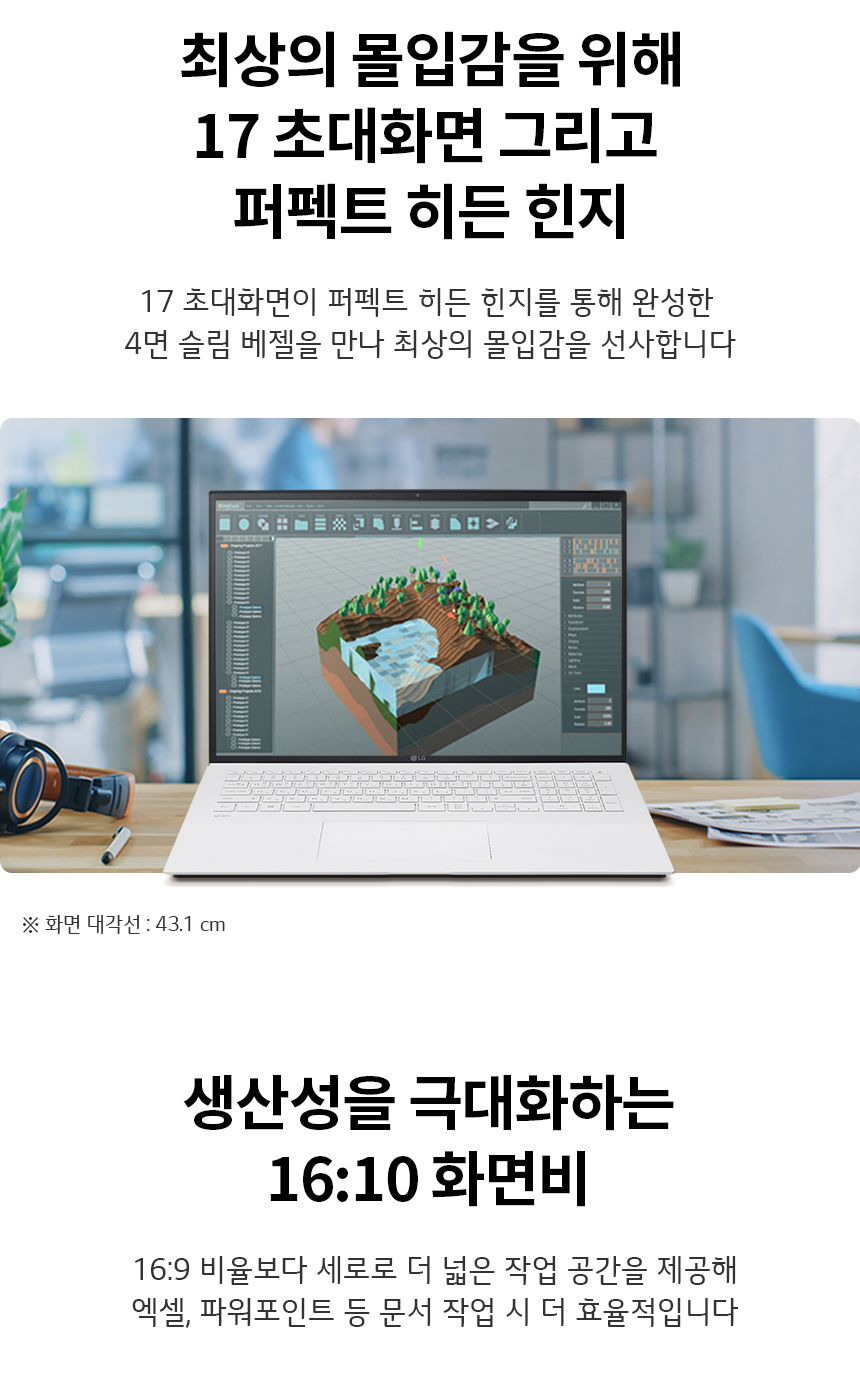 최상의 몰입감을 위해
17 초대화면 그리고
퍼펙트 히든 힌지
17 초대화면이 퍼펙트 히든 힌지를 통해 완성한
4면 슬림 베젤을 만나 최상의 몰입감을 선사합니다
LG
※ 화면 대각선 : 43.1 cm
생산성을 극대화하는
16:10 화면비
16:9 비율보다 세로로 더 넓은 작업 공간을 제공해
엑셀, 파워포인트 등 문서 작업 시 더 효율적입니다